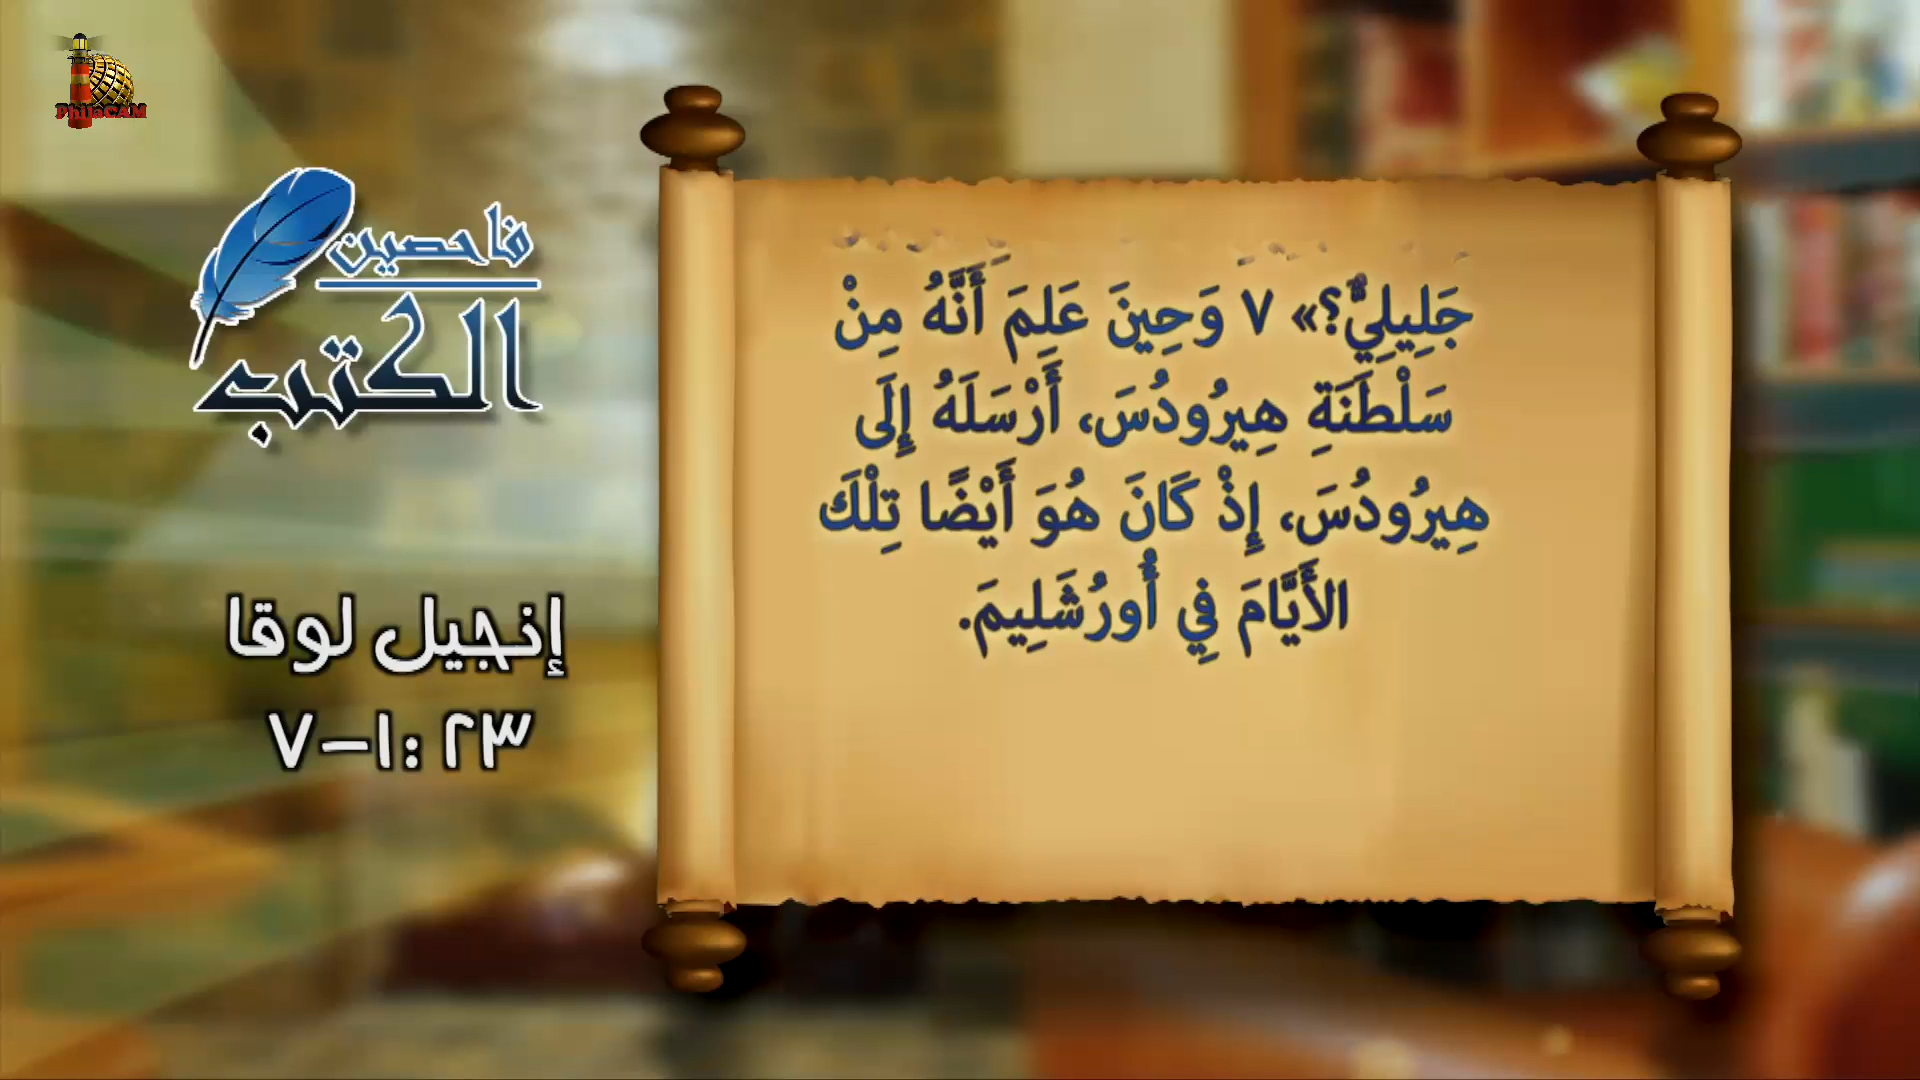 PhilaCAM
فاحصين
الكتب
إنجيل لوقا
٢٣ :١-٧
جَلِيلِيٌّ؟» ٧ وَحِينَ عَلِمَ أَنَّهُ مِنْ
سَلْطَنَةِ هِيرُودُسَ، أَرْسَلَهُ إِلَى
هِيرُودُسَ، إِذْ كَانَ هُوَ أَيْضًا تِلْكَ
الأَيَّامَ فِي أُورُشَلِيمَ.